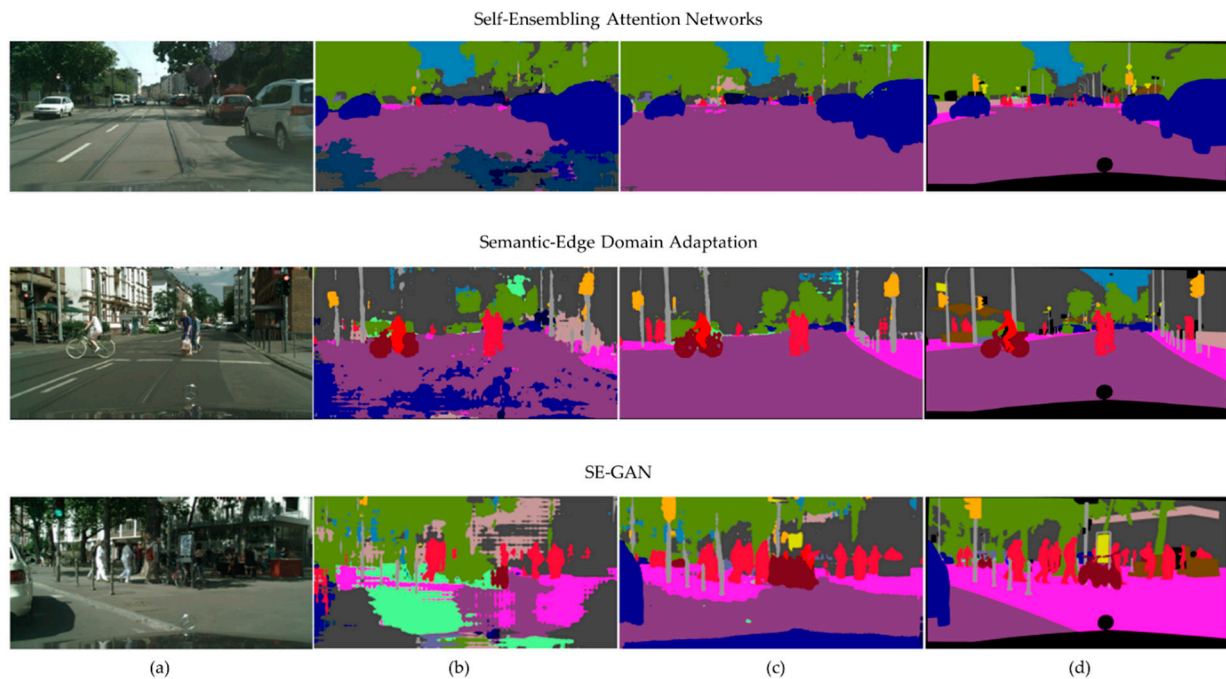 Self-Ensembling Attention Networks
Semantic-Edge Domain Adaptation
SE-GAN
(a) (b) (c) (d)